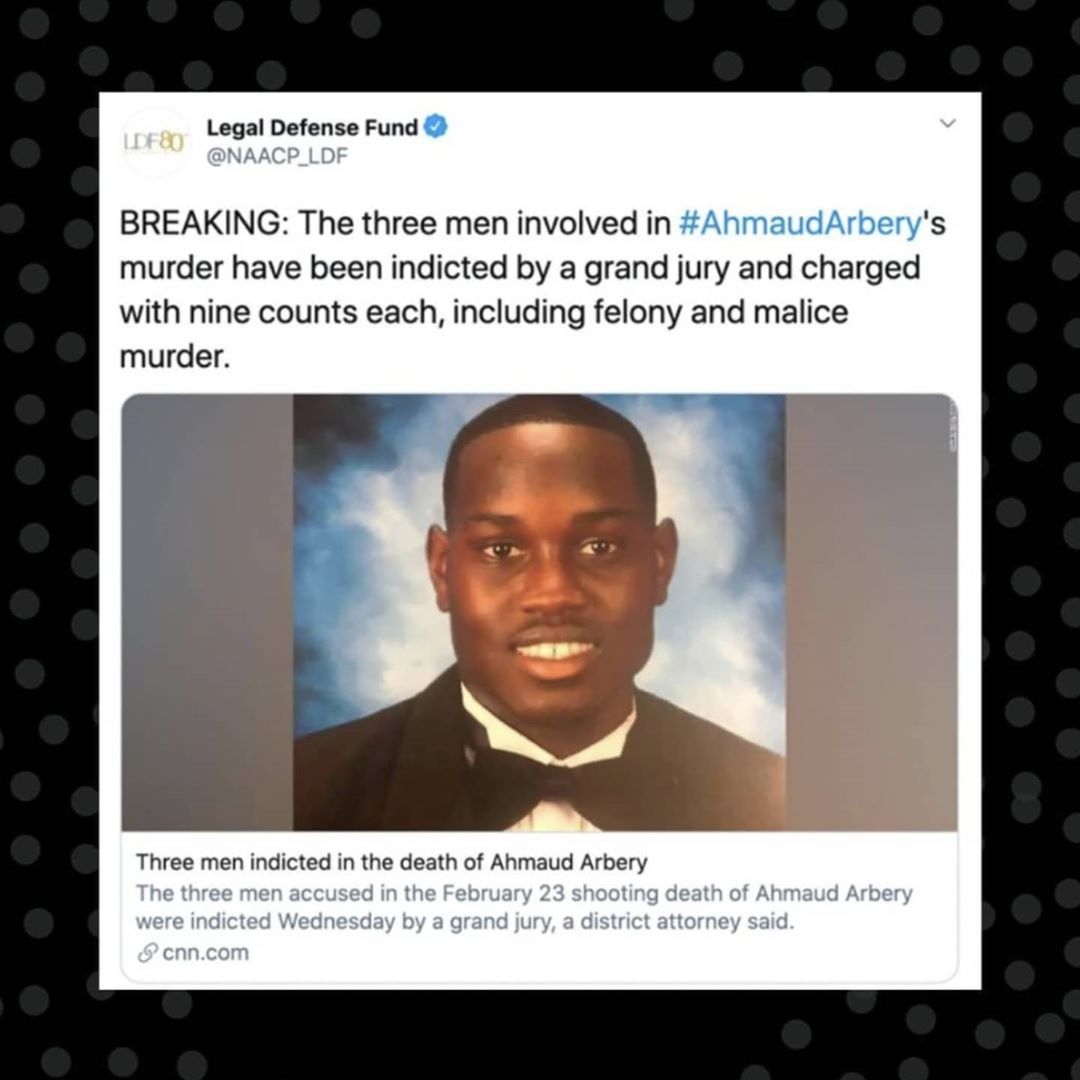 LDF80
Legal Defense Fund
@NAACP_LDF
BREAKING: The three men involved in #AhmaudArbery's
murder have been indicted by a grand jury and charged
with nine counts each, including felony and malice
murder.
Three men indicted in the death of Ahmaud Arbery
The three men accused in the February 23 shooting death of Ahmaud Arbery
were indicted Wednesday by a grand jury, a district attorney said.
cnn.com